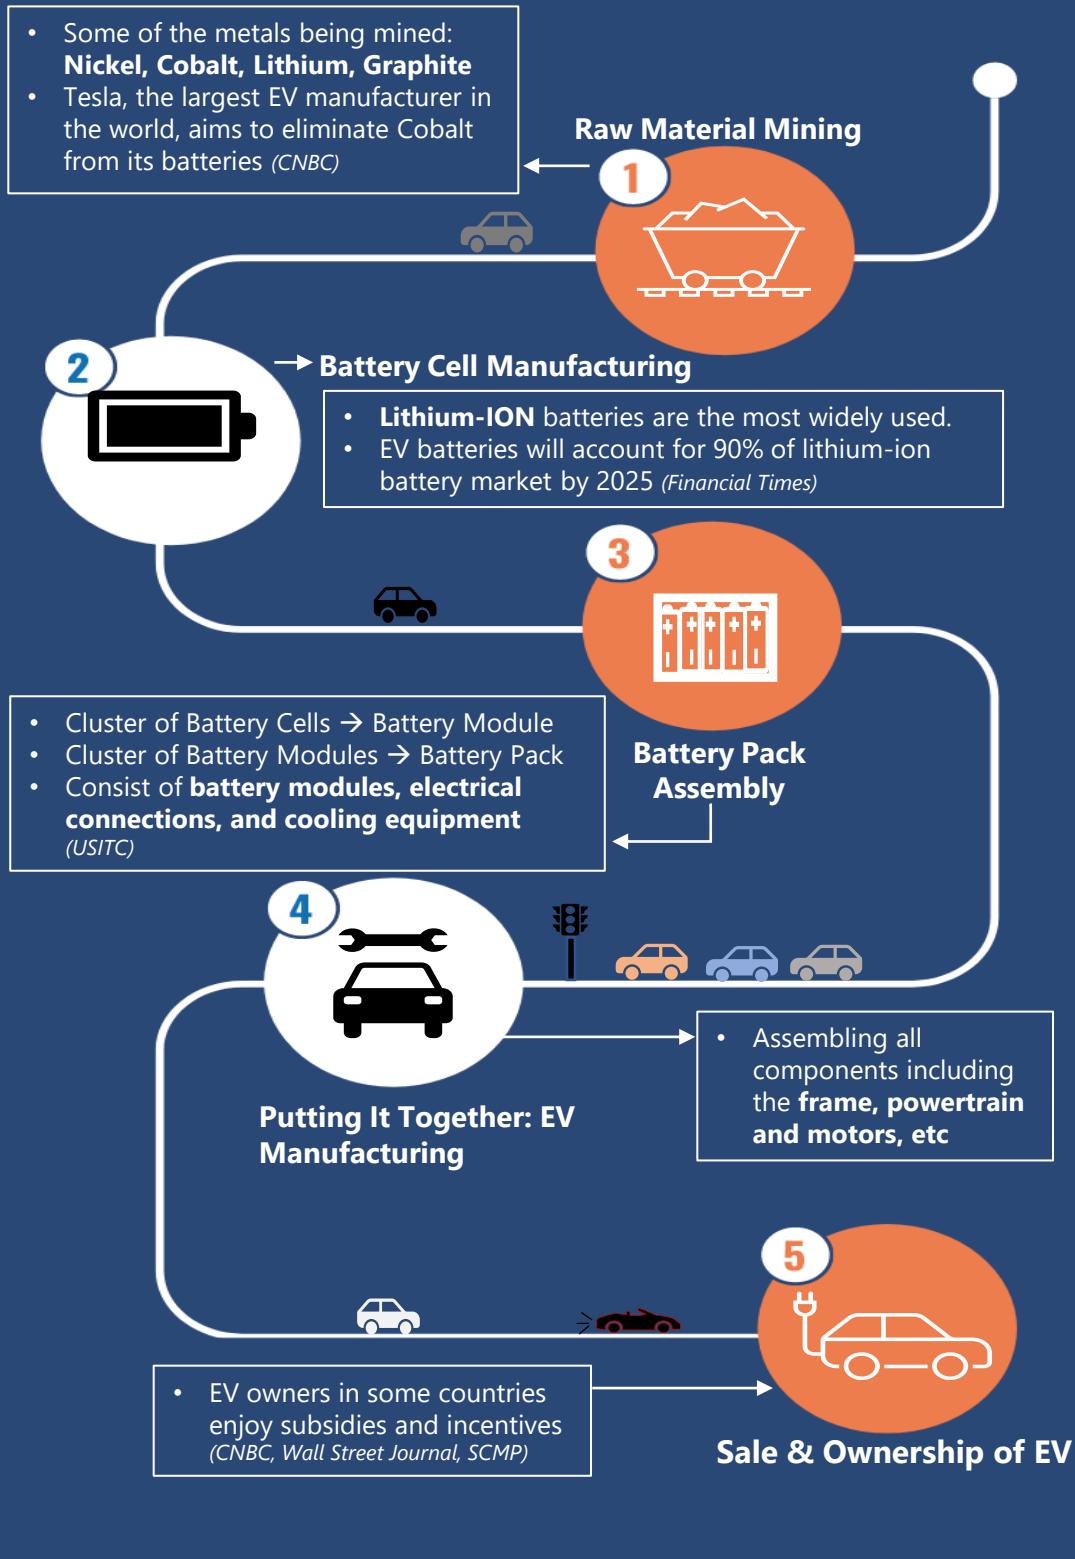 • Some of the metals being mined:
Nickel, Cobalt, Lithium, Graphite
• Tesla, the largest EV manufacturer in
the world, aims to eliminate Cobalt
from its batteries (CNBC)
Raw Material Mining
1
2
Battery Cell Manufacturing
• Lithium-ION batteries are the most widely used.
• EV batteries will account for 90% of lithium-ion
battery market by 2025 (Financial Times)
3
Battery Pack
Assembly
• Cluster of Battery Cells → Battery Module
• Cluster of Battery Modules → Battery Pack
• Consist of battery modules, electrical
connections, and cooling equipment
(USITC)
4
Putting It Together: EV
Manufacturing
• Assembling all
components including
the frame, powertrain
and motors, etc
5
• EV owners in some countries
enjoy subsidies and incentives
(CNBC, Wall Street Journal, SCMP)
Sale & Ownership of EV